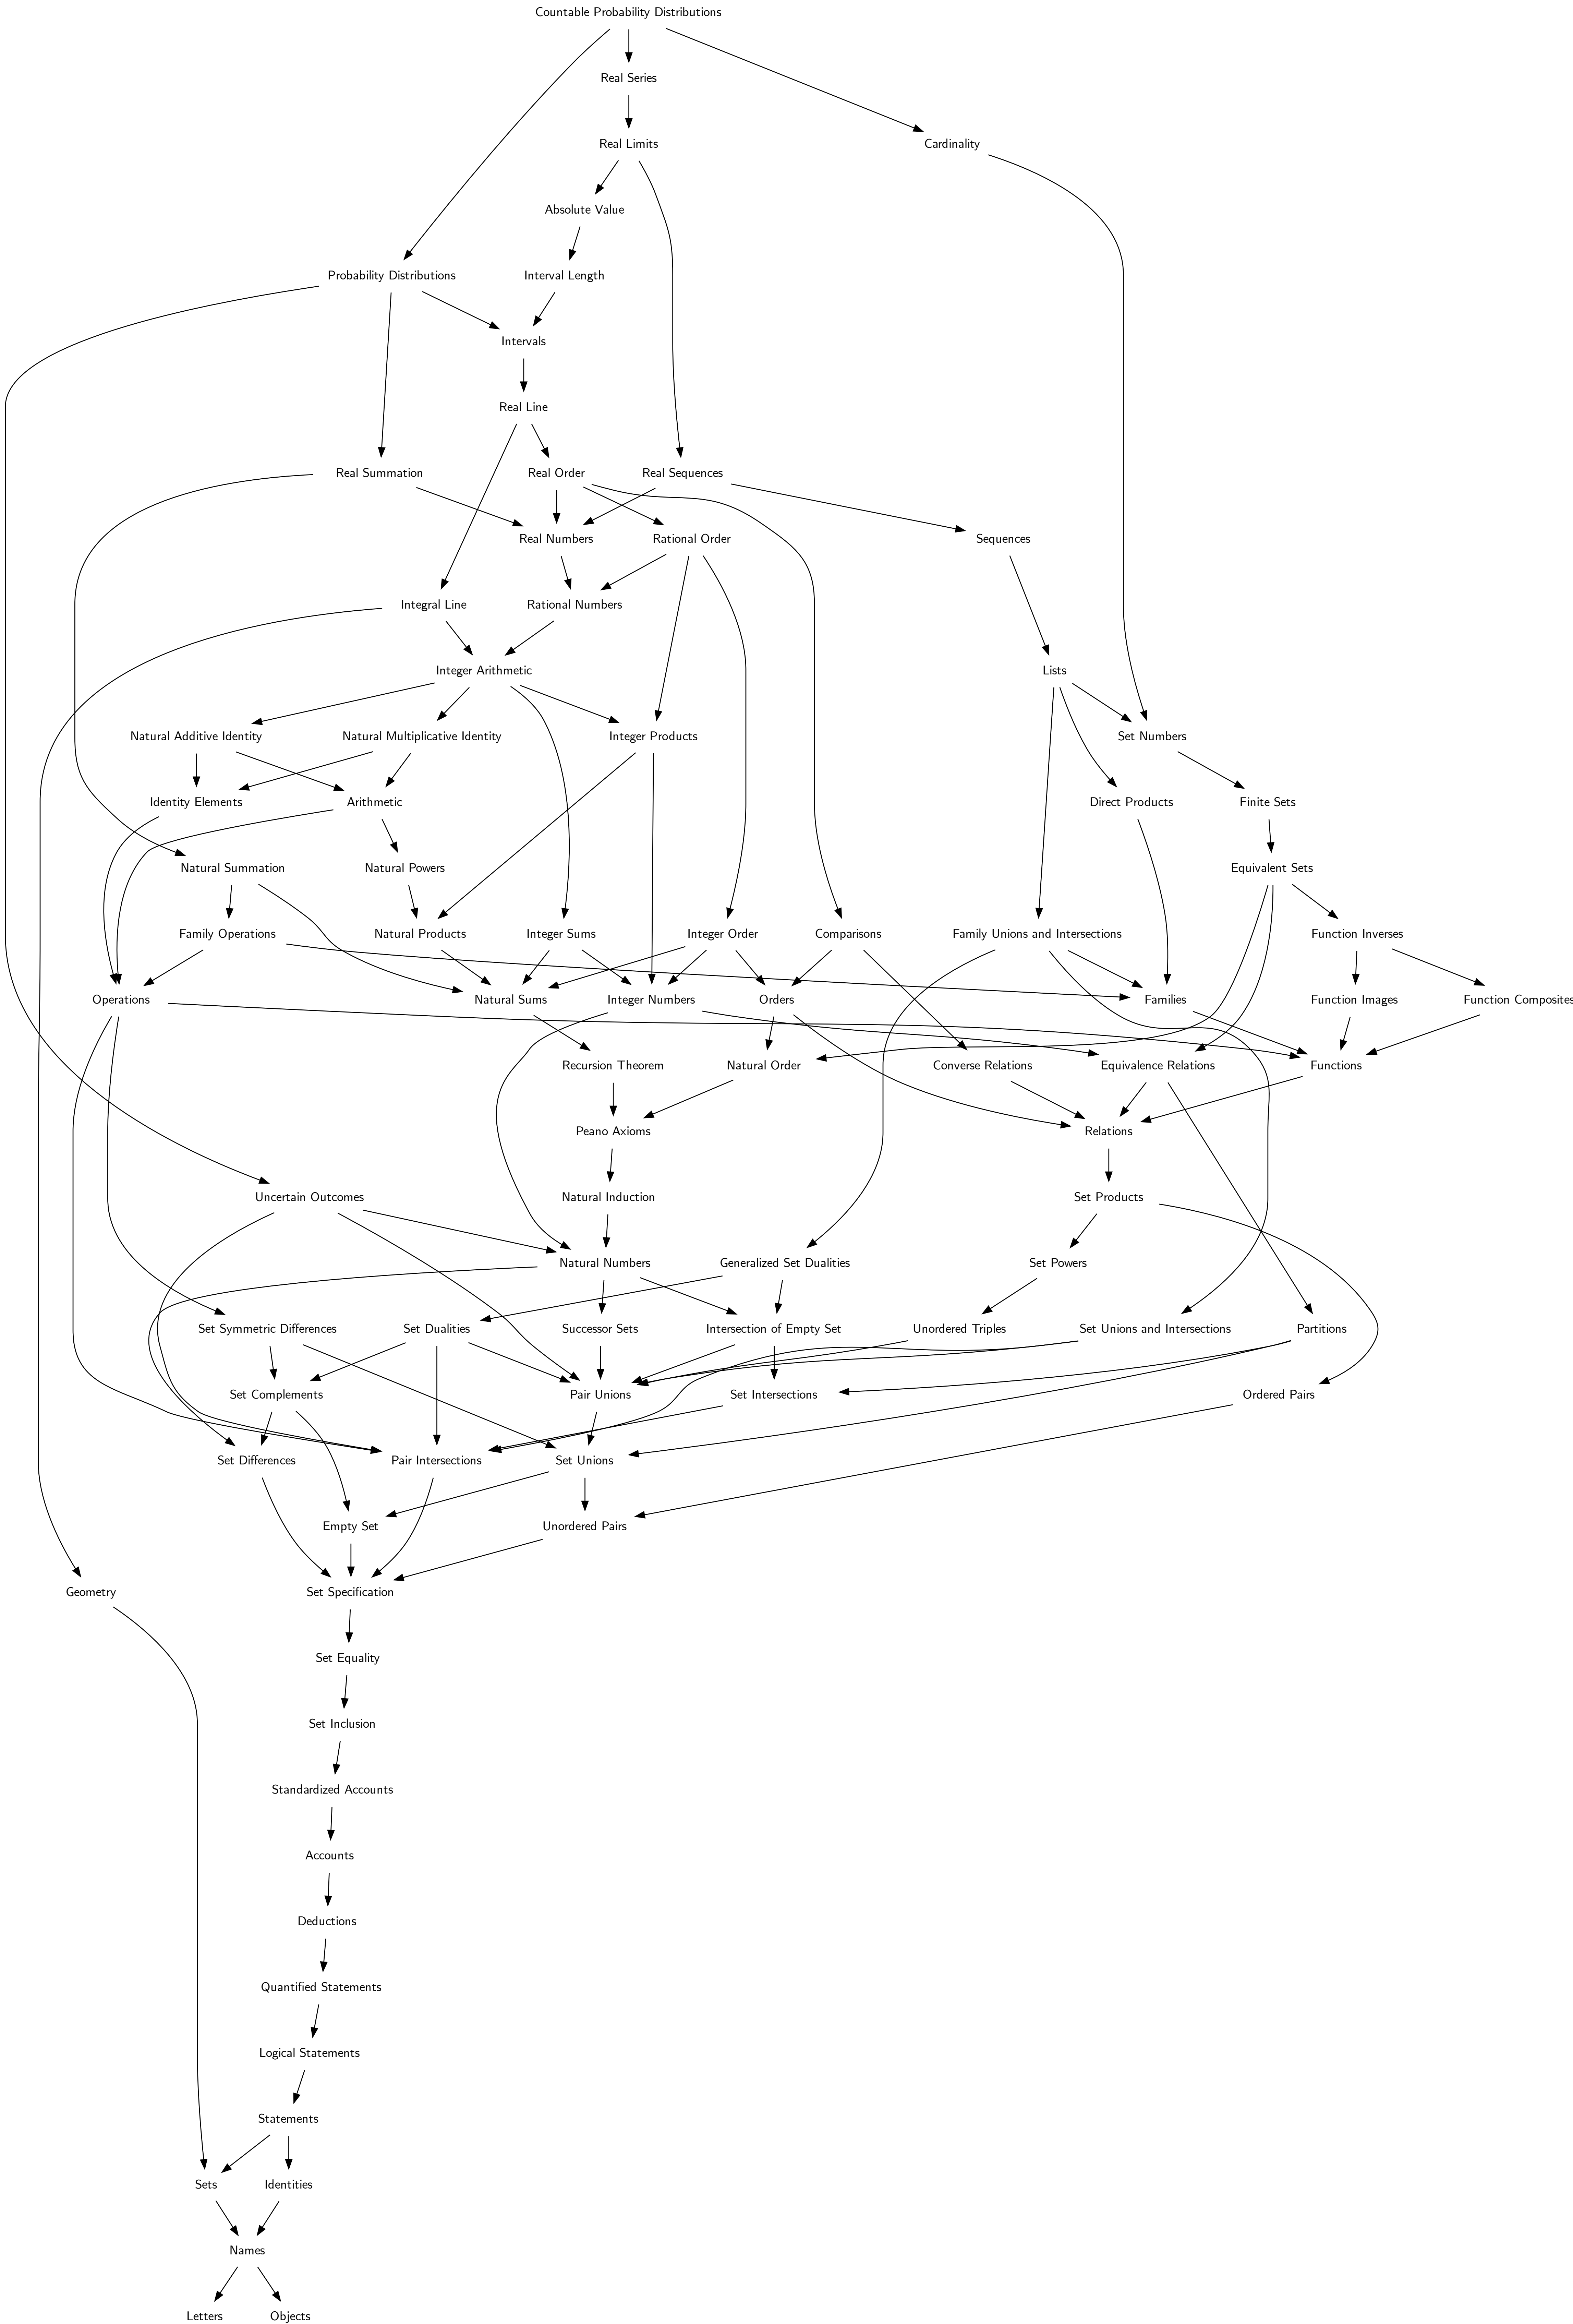 Countable Probability Distributions
Real Series
Real Limits
Cardinality
Absolute Value
Probability Distributions
Interval Length
Intervals
Real Line
Real Summation
Real Order
Real Sequences
Real Numbers
Rational Order
Sequences
Integral Line
Rational Numbers
Integer Arithmetic
Lists
Natural Additive Identity
Natural Multiplicative Identity
Integer Products
Set Numbers
Identity Elements
Arithmetic
Direct Products
Finite Sets
Natural Summation
Natural Powers
Equivalent Sets
Family Operations
Natural Products
Integer Sums
Integer Order
Comparisons
Family Unions and Intersections
Function Inverses
Operations
Natural Sums
Integer Numbers
Orders
Families
Function Images
Function Composites
Recursion Theorem
Natural Order
Converse Relations
Equivalence Relations
Functions
Peano Axioms
Relations
Uncertain Outcomes
Natural Induction
Set Products
Natural Numbers
Generalized Set Dualities
Set Powers
Set Symmetric Differences
Set Dualities
Successor Sets
Intersection of Empty Set
Unordered Triples
Set Unions and Intersections
Partitions
Set Complements
Pair Unions
Set Intersections
Ordered Pairs
Set Differences
Pair Intersections
Set Unions
Empty Set
Unordered Pairs
Geometry
Set Specification
Set Equality
Set Inclusion
Standardized Accounts
Accounts
Deductions
Quantified Statements
Logical Statements
Statements
Sets
Identities
Names
Letters
Objects